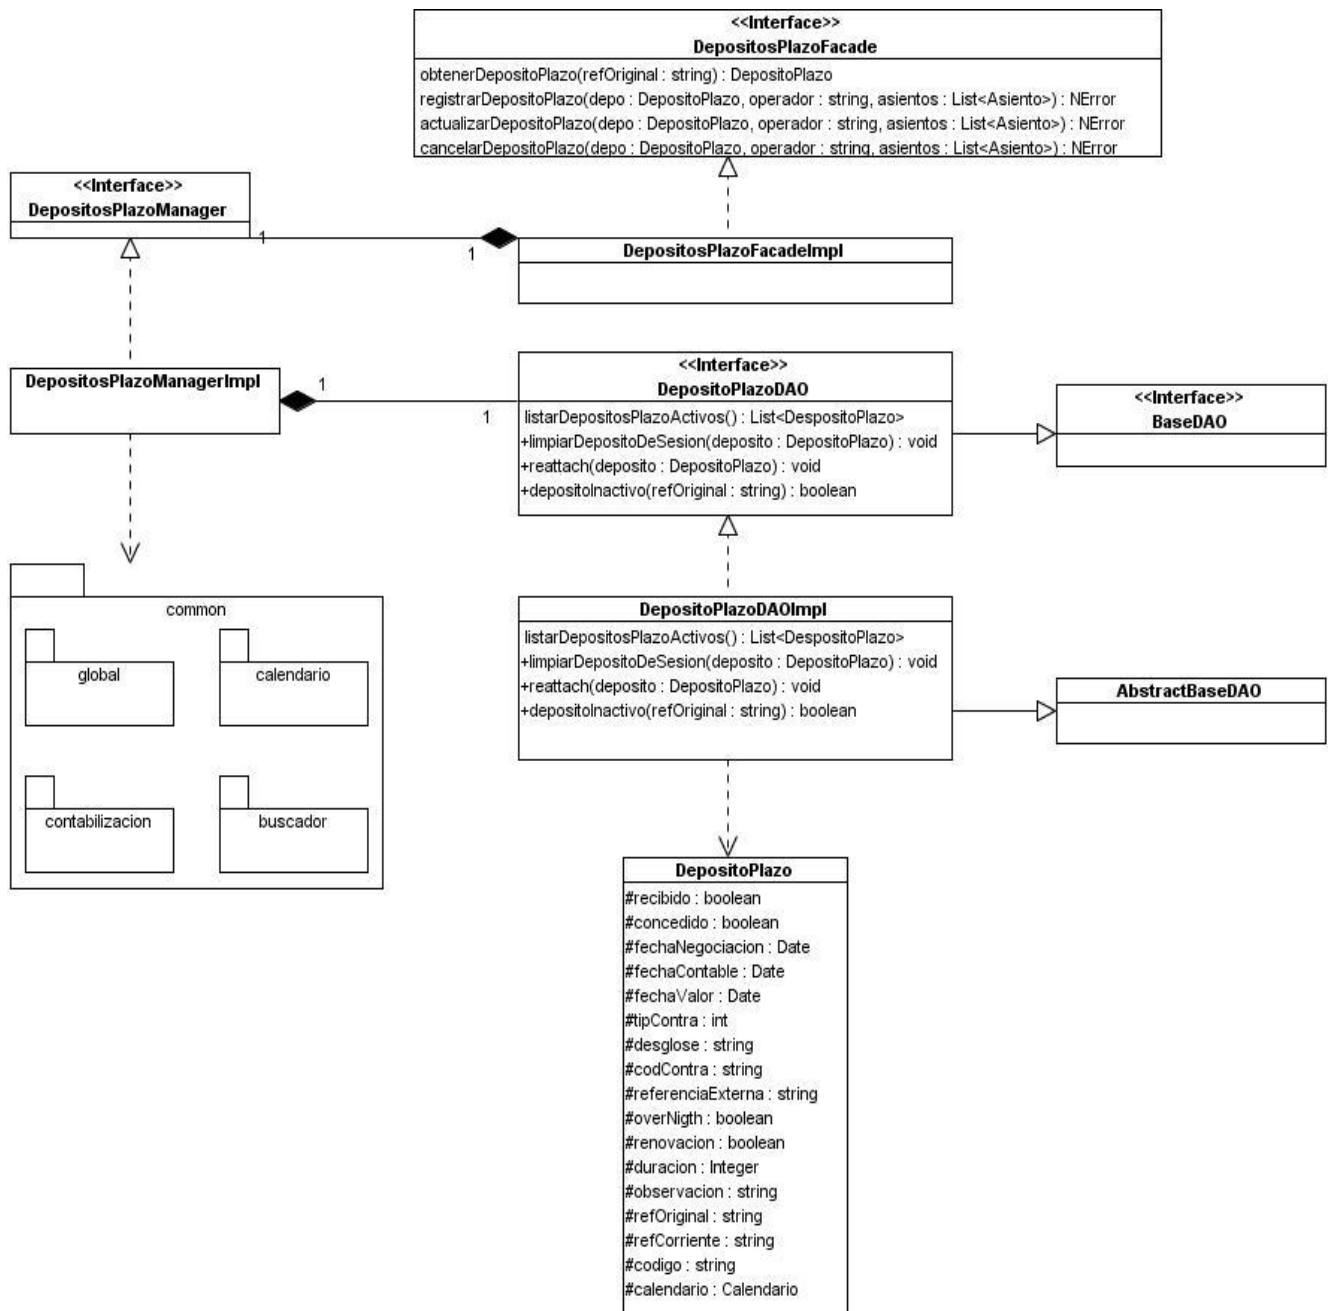 <<Interface>>
DepositosPlazoFacade
obtenerDepositoPlazo(refOriginal : string) : DepositoPlazo
registrarDepositoPlazo(depo : DepositoPlazo, operador : string, asientos : List<Asiento>) : NError
actualizarDepositoPlazo(depo : DepositoPlazo, operador : string, asientos : List<Asiento>) : NError
cancelarDepositoPlazo(depo : DepositoPlazo, operador : string, asientos : List<Asiento>) : NError
<<Interface>>
DepositosPlazoManager
1
1
DepositosPlazoFacadeImpl
DepositosPlazoManagerImpl
1
1
<<Interface>>
DepositoPlazoDAO
listarDepositosPlazoActivos() : List<DespositoPlazo>
+limpiarDepositoDeSesion(deposito : DepositoPlazo) : void
+reattach(deposito : DepositoPlazo) : void
+depositoInactivo(refOriginal : string) : boolean
<<Interface>>
BaseDAO
common
global
calendario
contabilizacion
buscador
DepositoPlazoDAOImpl
listarDepositosPlazoActivos() : List<DespositoPlazo>
+limpiarDepositoDeSesion(deposito : DepositoPlazo) : void
+reattach(deposito : DepositoPlazo) : void
+depositoInactivo(refOriginal : string) : boolean
AbstractBaseDAO
DepositoPlazo
#recibido : boolean
#concedido : boolean
#fechaNegociacion : Date
#fechaContable : Date
#fechaValor : Date
#tipContra : int
#desglose : string
#codContra : string
#referenciaExterna : string
#overNigth : boolean
#renovacion : boolean
#duracion : Integer
#observacion : string
#refOriginal : string
#refCorriente : string
#codigo : string
#calendario : Calendario